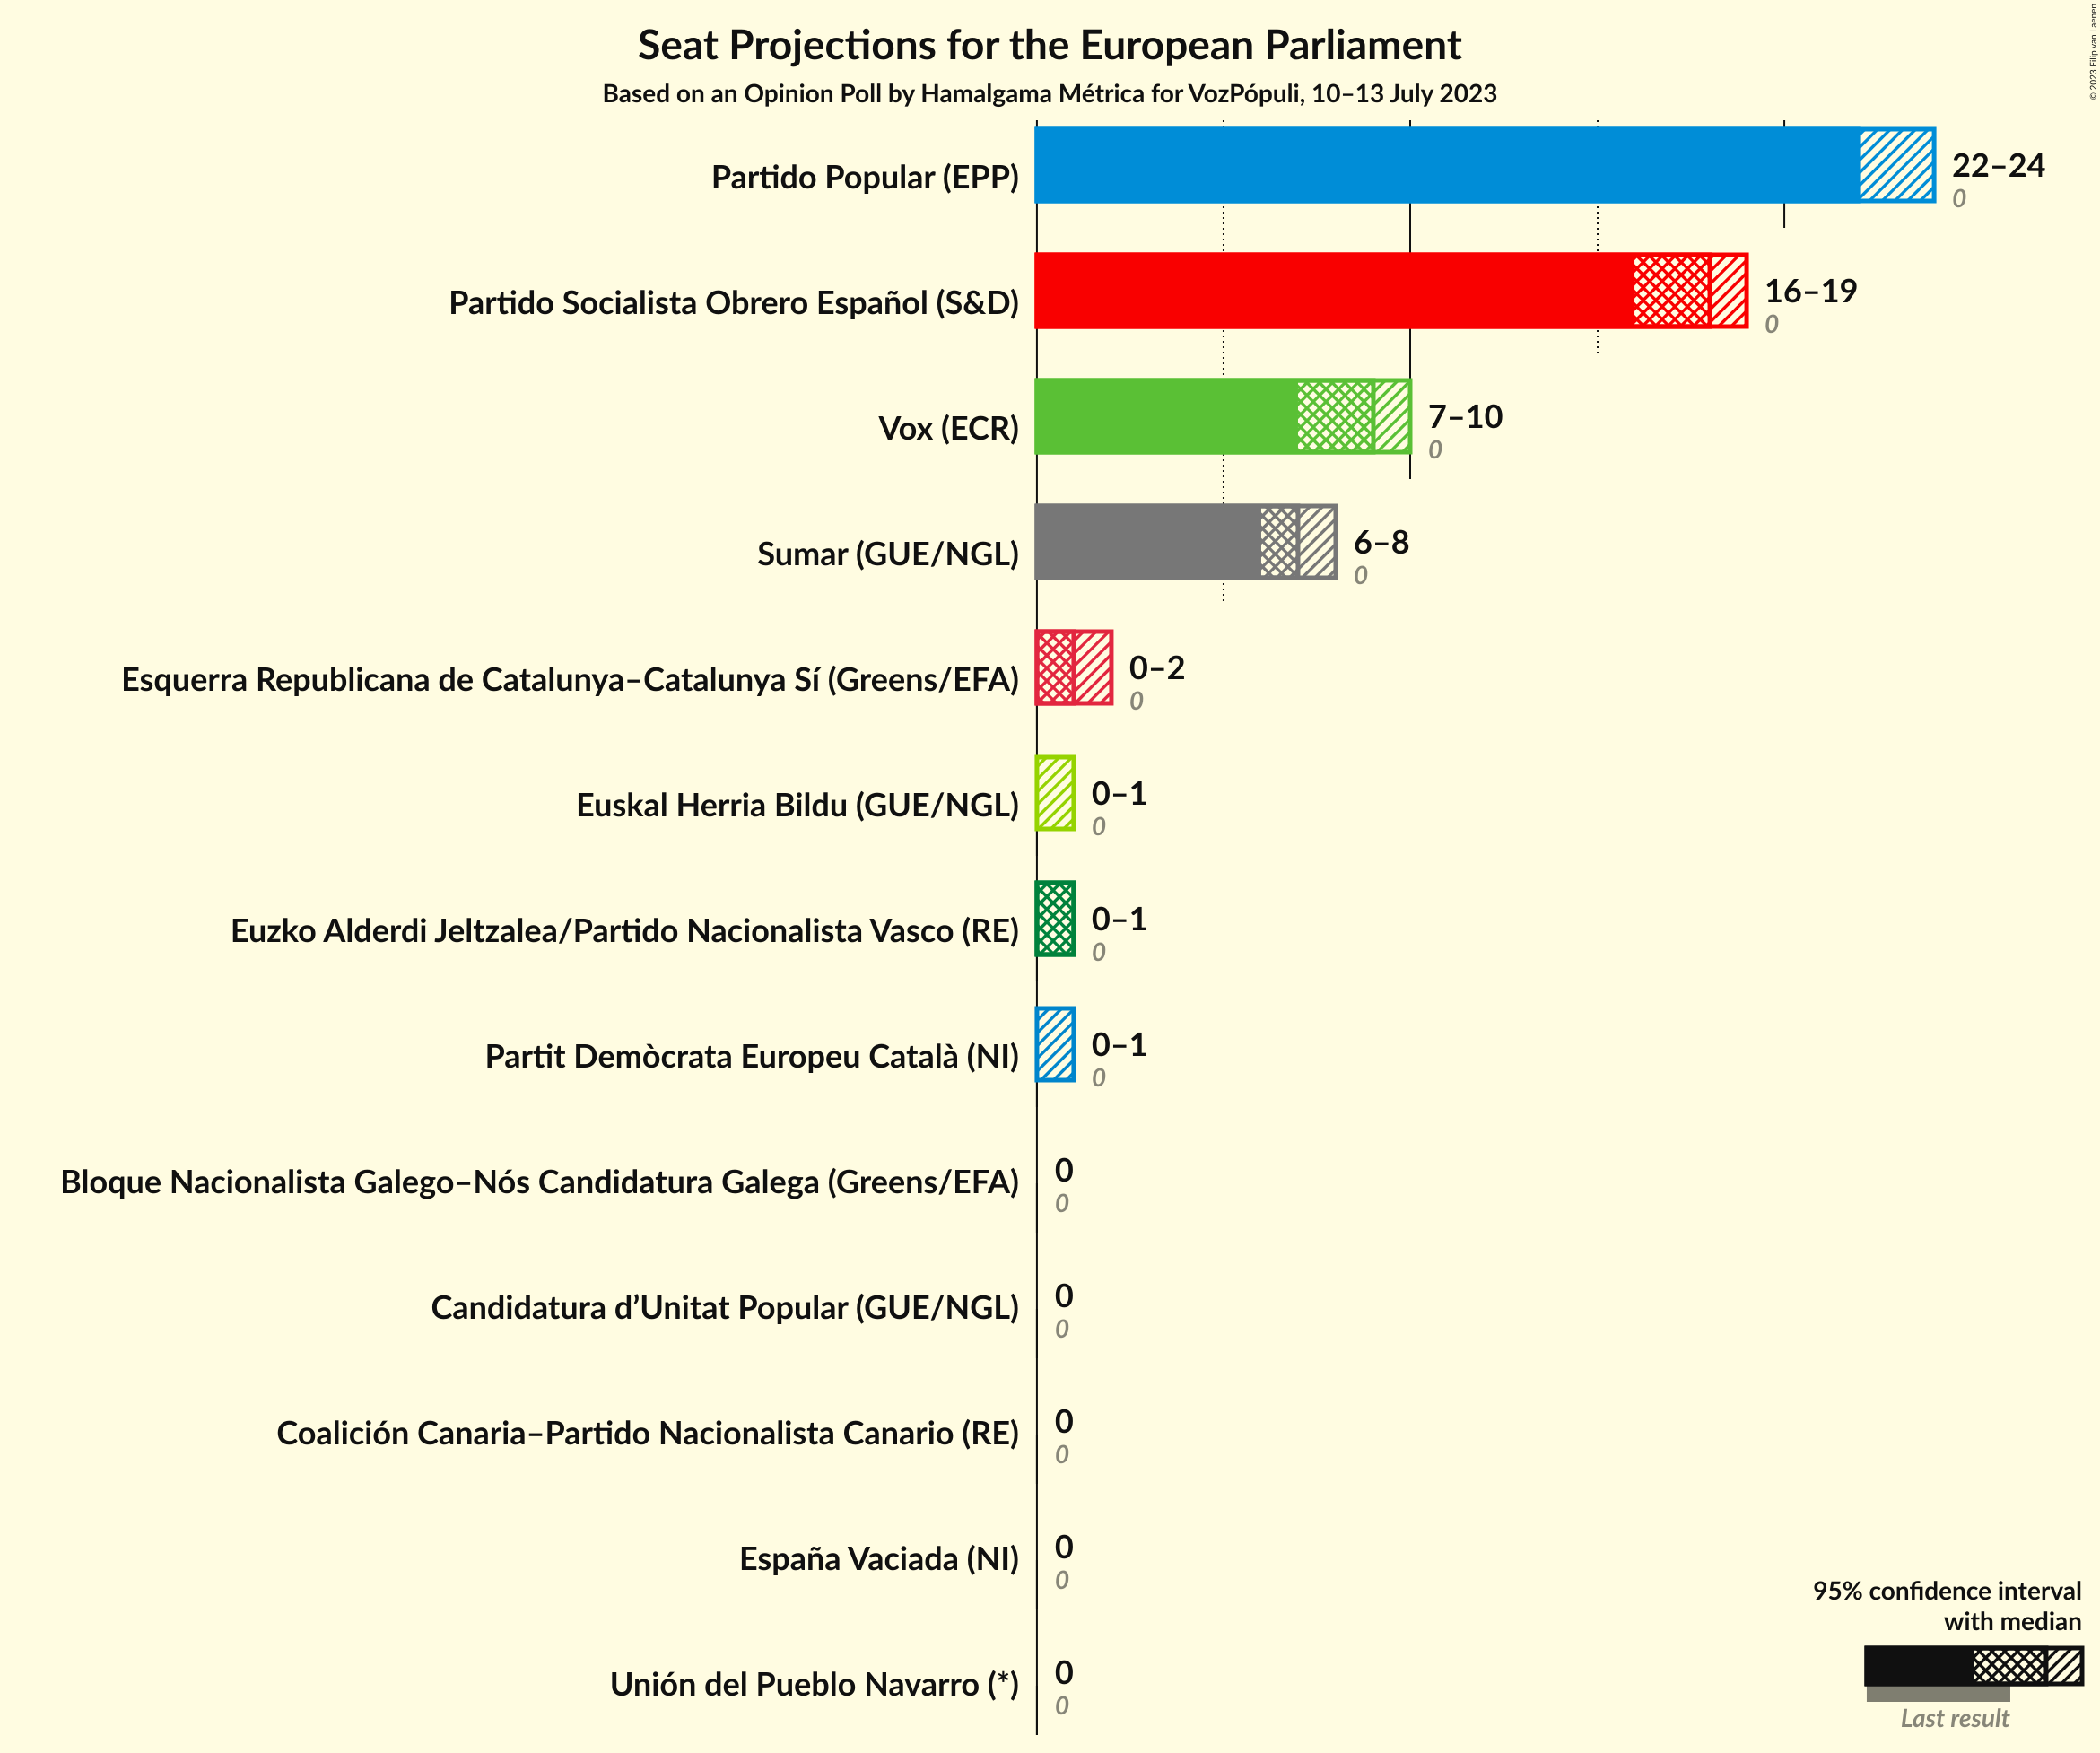 Seat Projections for the European Parliament
Based on an Opinion Poll by Hamalgama Métrica for VozPópuli, 10–13 July 2023
© 2023 Filip van Laenen
Partido Popular (EPP)
22–24
0
Partido Socialista Obrero Español (S&D)
16–19
0
Vox (ECR)
7–10
0
Sumar (GUE/NGL)
6–8
0
Esquerra Republicana de Catalunya–Catalunya Sí (Greens/EFA)
0–2
0
Euskal Herria Bildu (GUE/NGL)
0–1
0
Euzko Alderdi Jeltzalea/Partido Nacionalista Vasco (RE)
0–1
0
Partit Demòcrata Europeu Català (NI)
0–1
0
Bloque Nacionalista Galego–Nós Candidatura Galega (Greens/EFA)
0
0
Candidatura d’Unitat Popular (GUE/NGL)
0
0
Coalición Canaria–Partido Nacionalista Canario (RE)
0
0
España Vaciada (NI)
0
0
Unión del Pueblo Navarro (*)
0
0
95% confidence interval
with median
Last result